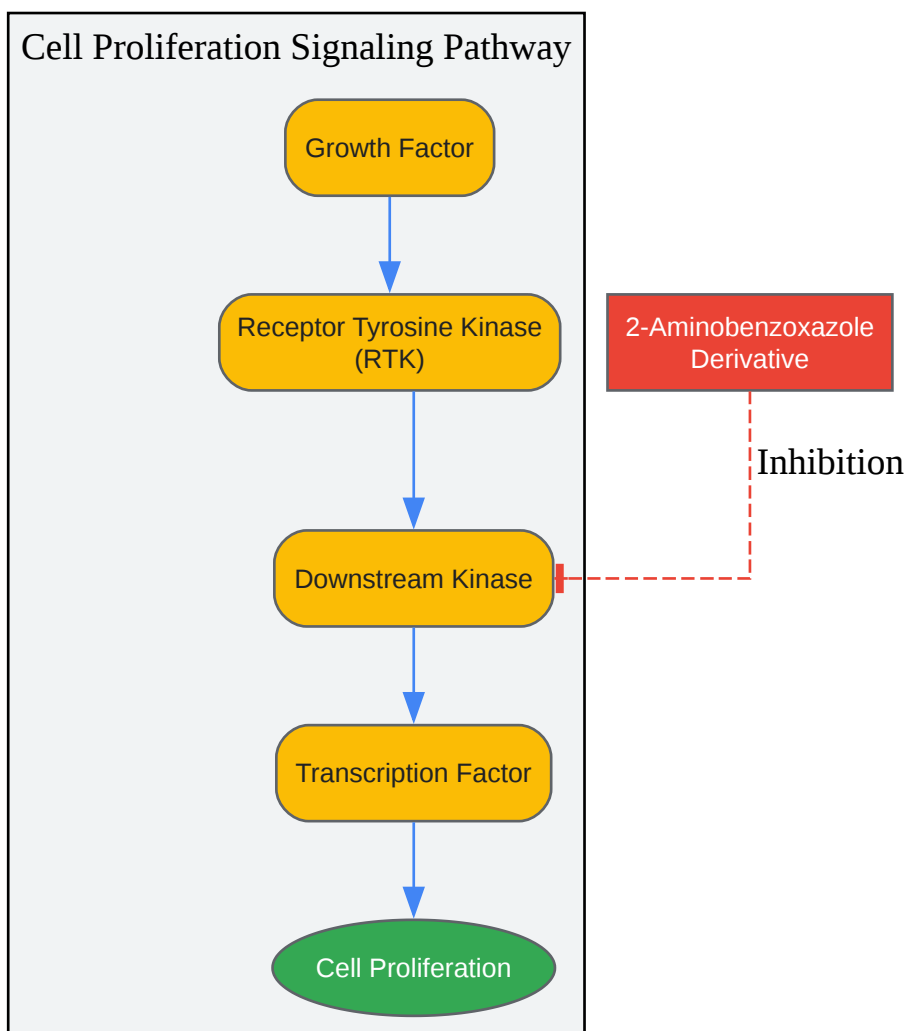 Cell Proliferation Signaling Pathway
Growth Factor
Receptor Tyrosine Kinase
(RTK)
2-Aminobenzoxazole
Derivative
Inhibition
Downstream Kinase
Transcription Factor
Cell Proliferation